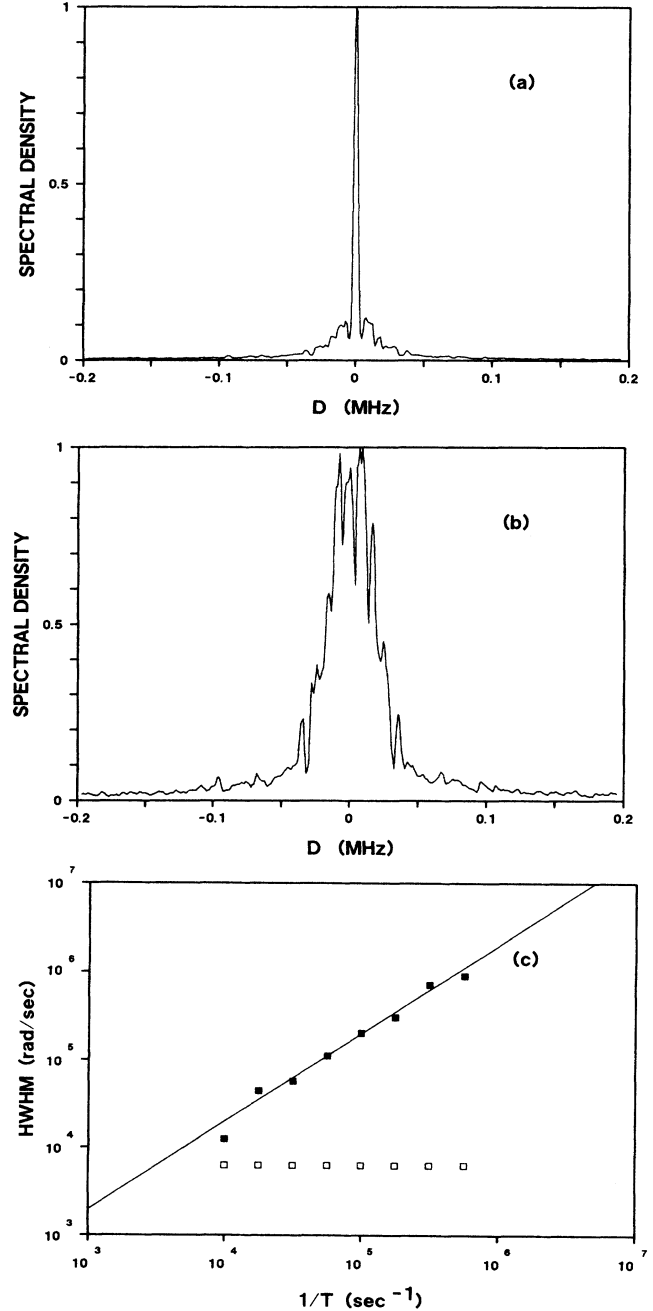 1
(a)
SPECTRAL DENSITY
0.5
0
-0.2
-0.1
0
0.1
0.2
D (MHz)
1
(b)
SPECTRAL DENSITY
0.5
0
-0.2
-0.1
0
0.1
0.2
D (MHz)
10^7
10^6
(c)
HWHM (rad/sec)
10^5
10^4
10^3
10^3
10^4
10^5
10^6
10^7
1/T (sec^-1)